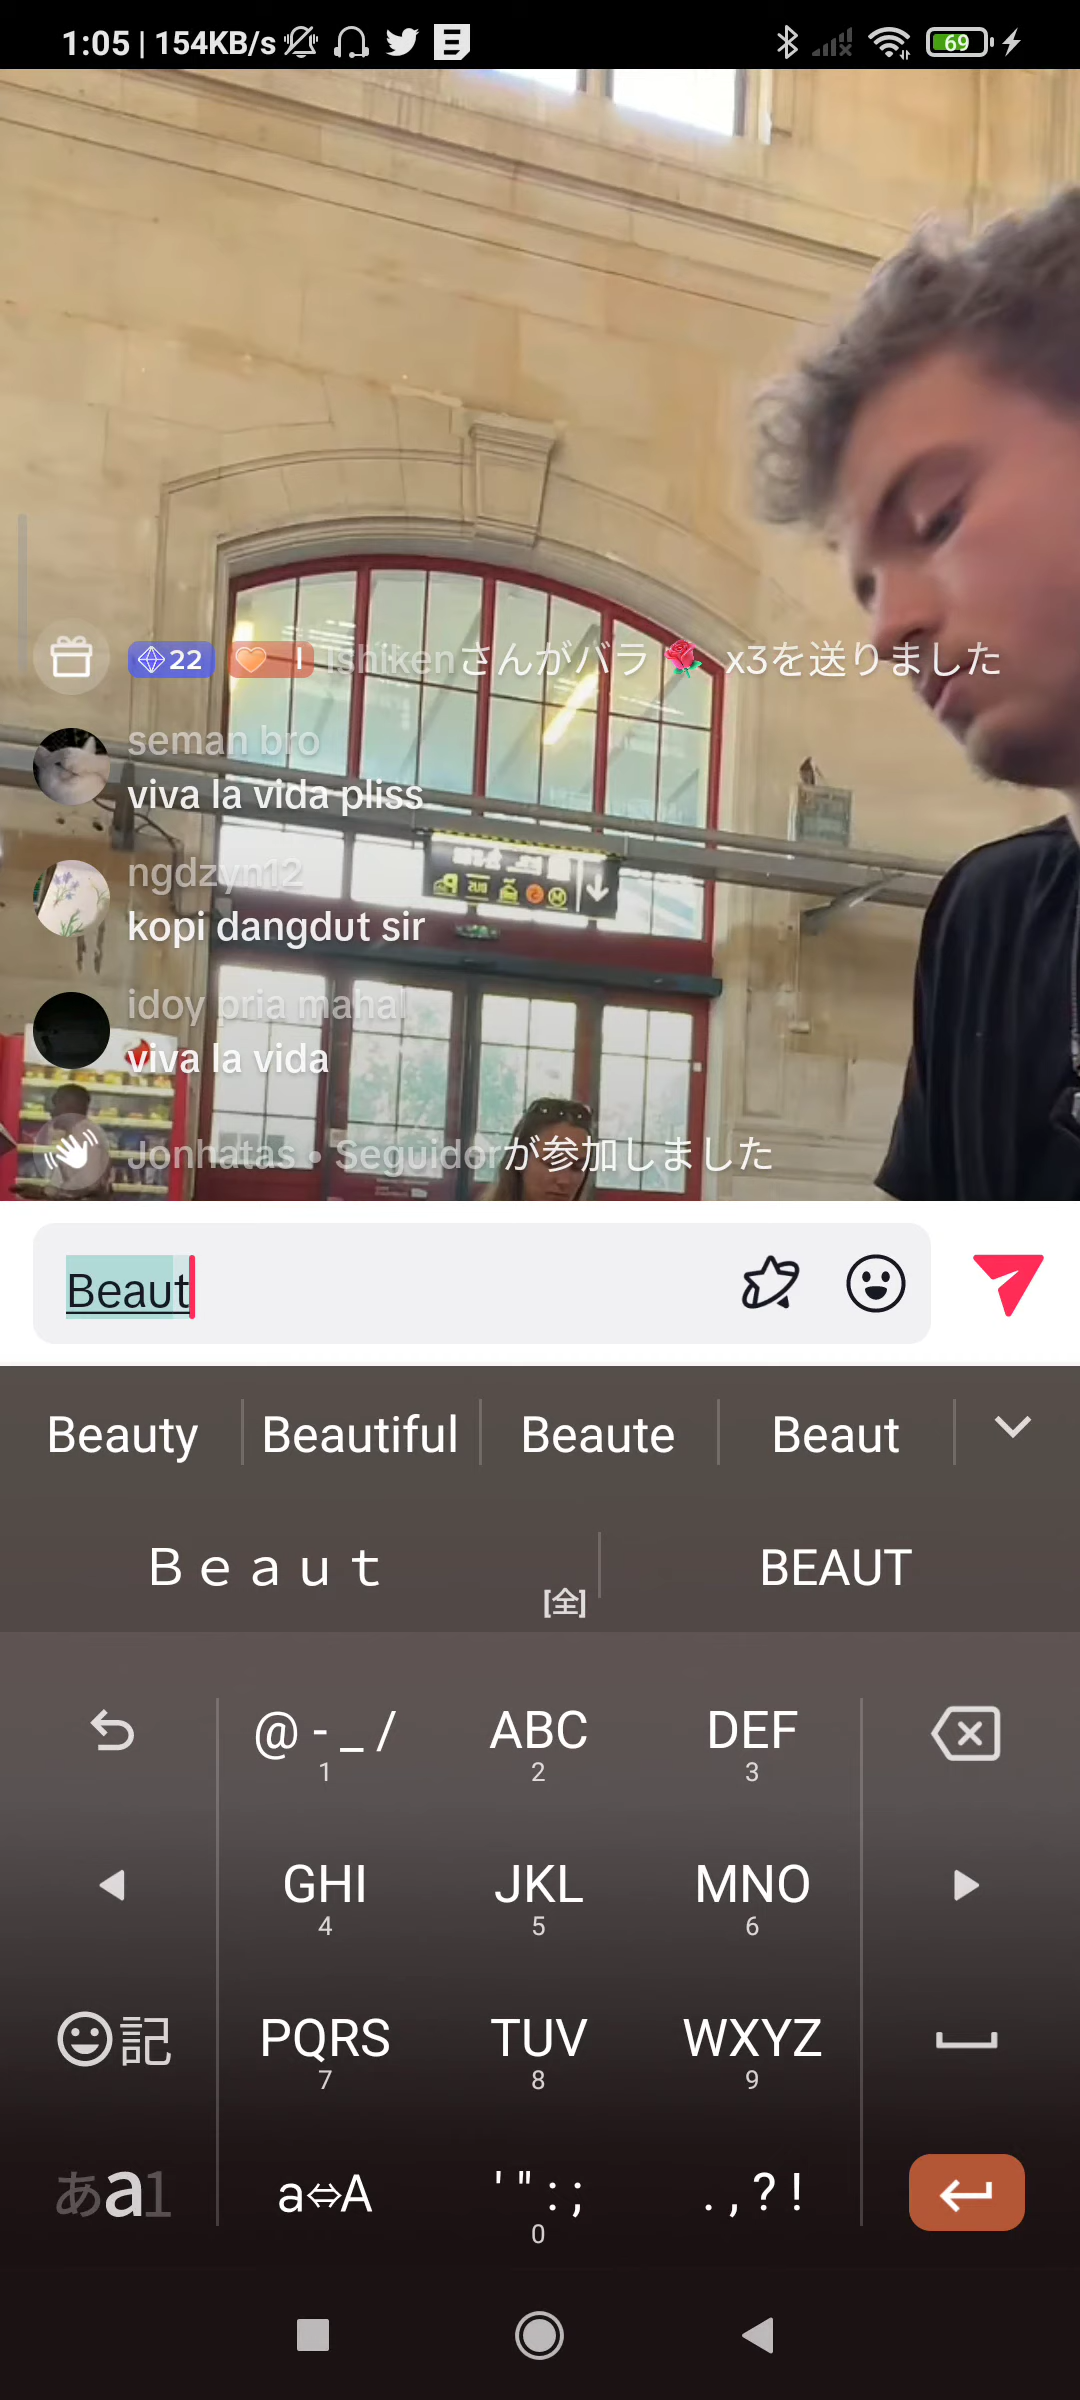 1:05 | 154KB/s
69
22 I Ishikenさんがバラ x3を送りました
seman bro
viva la vida pliss
ngdzyn12
kopi dangdut sir
idoy pria mahal
viva la vida
Jonhatas • Seguidorが参加しました
Beaut
Beauty Beautiful Beaute Beaut
Ｂｅａｕｔ [全] BEAUT
@-_/ ABC DEF
1 2 3
GHI JKL MNO
4 5 6
記 PQRS TUV WXYZ
7 8 9
あa1 a⇔A '":; .,?!
0